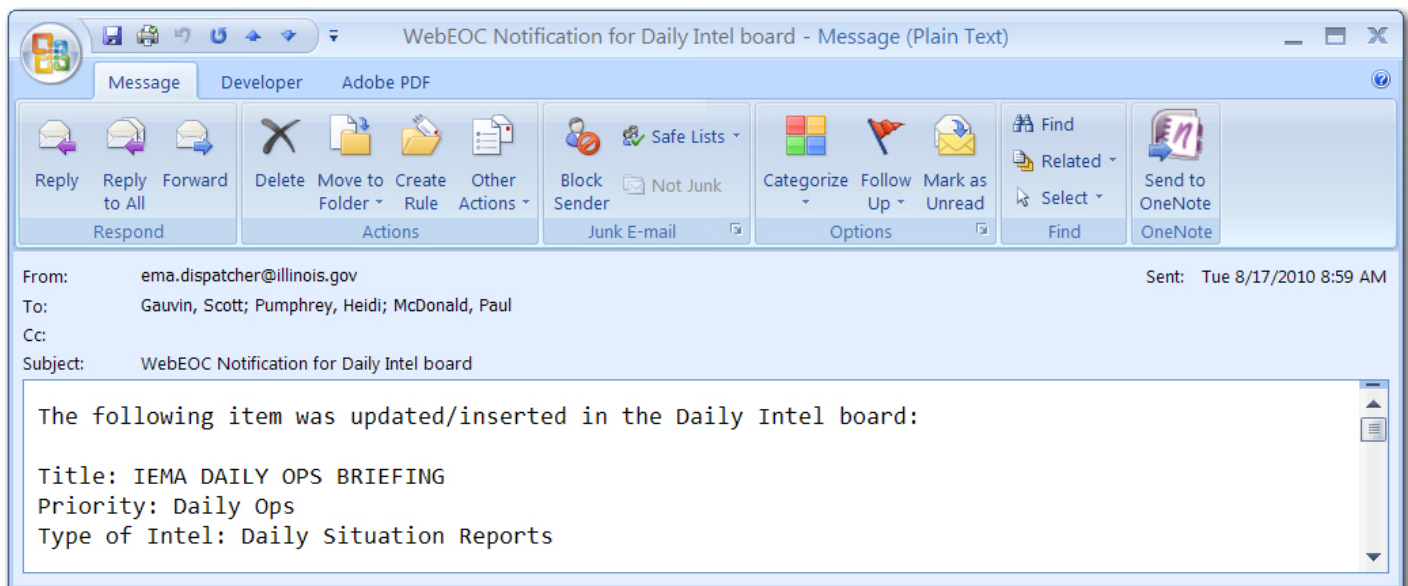 WebEOC Notification for Daily Intel board - Message (Plain Text)
Message Developer Adobe PDF
Reply
Reply to All
Forward
Respond
Delete
Move to Folder
Create Rule
Other Actions
Actions
Block Sender
Safe Lists
Not Junk
Junk E-mail
Categorize
Follow Up
Mark as Unread
Options
Find
Related
Select
Find
Send to OneNote
OneNote
From: ema.dispatcher@illinois.gov Sent: Tue 8/17/2010 8:59 AM
To: Gauvin, Scott; Pumphrey, Heidi; McDonald, Paul
Cc:
Subject: WebEOC Notification for Daily Intel board
The following item was updated/inserted in the Daily Intel board:
Title: IEMA DAILY OPS BRIEFING
Priority: Daily Ops
Type of Intel: Daily Situation Reports